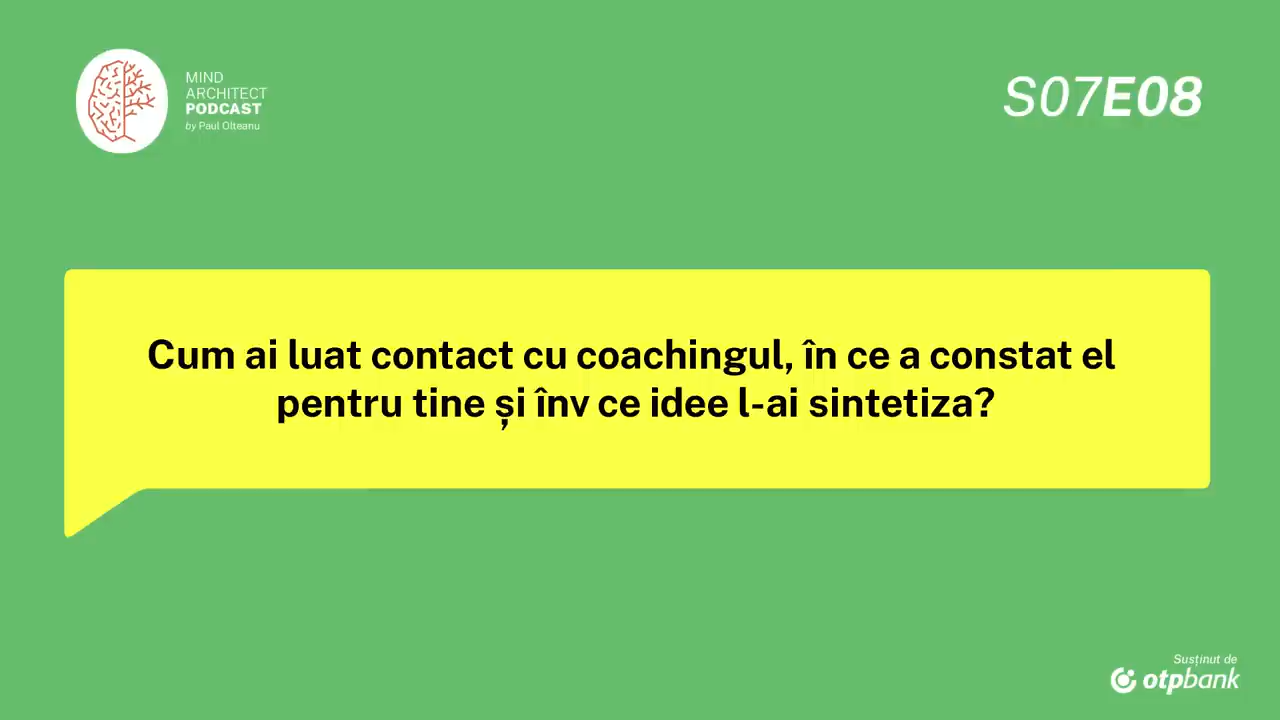 MIND
ARCHITECT
PODCAST
by Paul Olteanu
S07E08
Cum ai luat contact cu coachingul, în ce a constat el
pentru tine și înv ce idee l-ai sintetiza?
Susținut de
otpbank